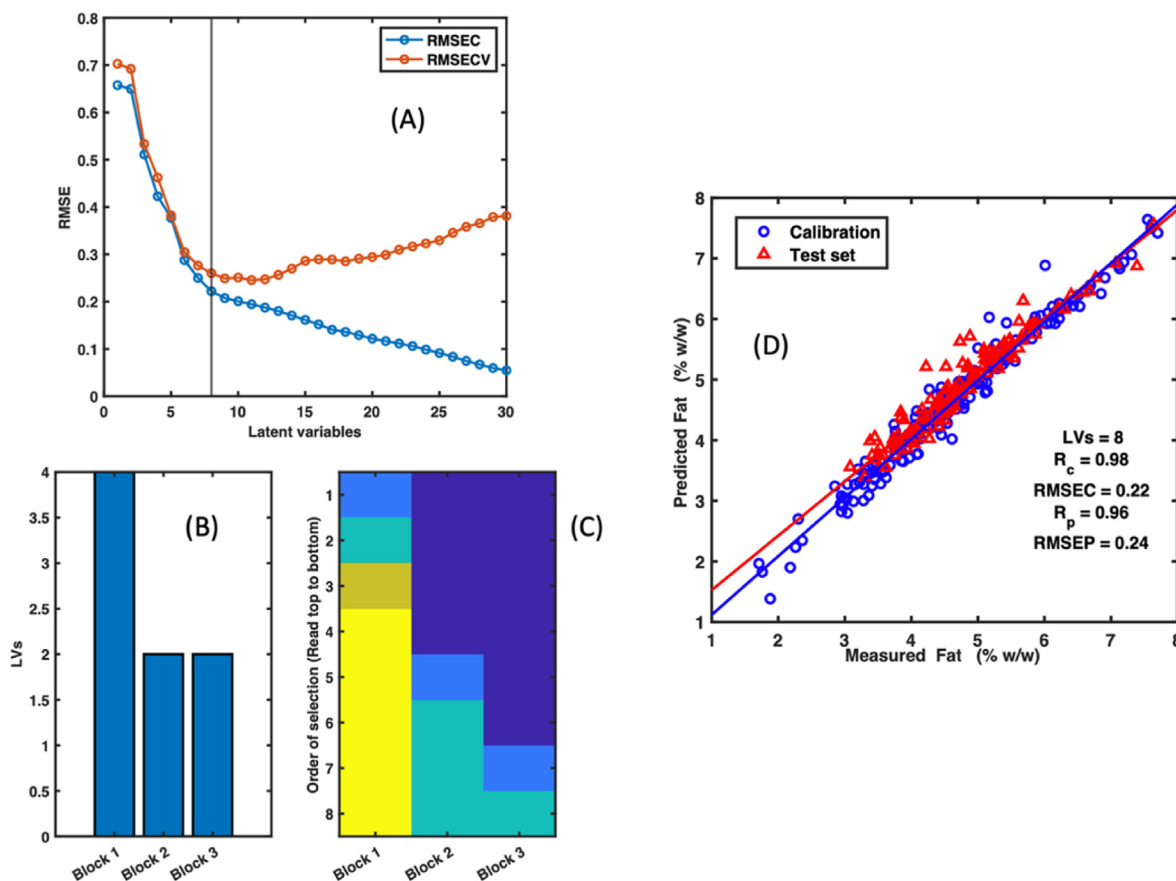 0.8
0.7
0.6
0.5
0.4
0.3
0.2
0.1
0
RMSE
0 5 10 15 20 25 30
Latent variables
RMSEC
RMSECV
(A)
4
3.5
3
2.5
2
1.5
1
0.5
0
LVs
Block 1 Block 2 Block 3
(B)
1
2
3
4
5
6
7
8
Order of selection (Read top to bottom)
Block 1 Block 2 Block 3
(C)
8
7
6
5
4
3
2
1
Predicted Fat (% w/w)
1 2 3 4 5 6 7 8
Measured Fat (% w/w)
Calibration
Test set
(D)
LVs = 8
R_c = 0.98
RMSEC = 0.22
R_p = 0.96
RMSEP = 0.24